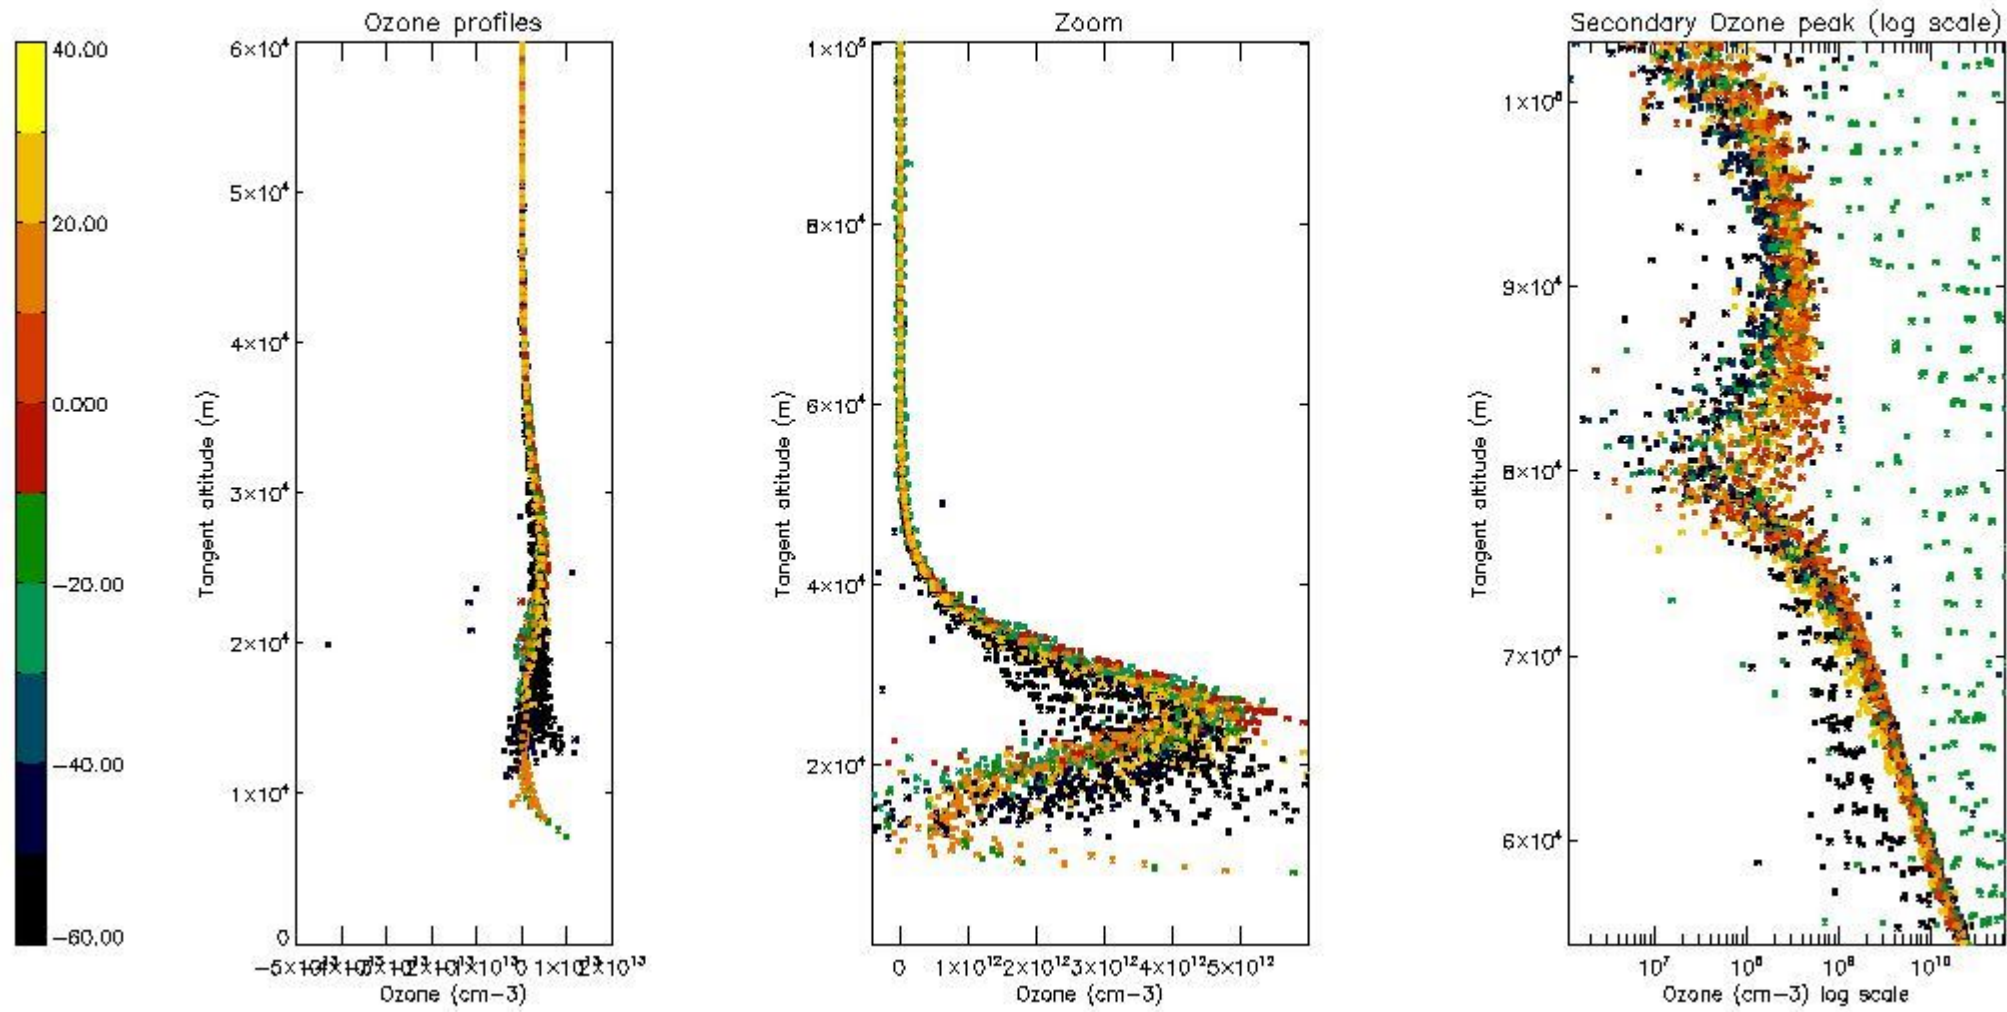 Ozone profiles
Zoom
Secondary Ozone peak (log scale)
40.00
20.00
0.000
−20.00
−40.00
−60.00
6×10⁴
5×10⁴
4×10⁴
3×10⁴
2×10⁴
1×10⁴
0
Tangent altitude (m)
0 1×10¹³ 2×10¹³
Ozone (cm−3)
1×10⁵
8×10⁴
6×10⁴
4×10⁴
2×10⁴
Tangent altitude (m)
0 1×10¹² 2×10¹² 3×10¹² 4×10¹² 5×10¹²
Ozone (cm−3)
9×10⁴
8×10⁴
7×10⁴
6×10⁴
Tangent altitude (m)
10⁷ 10⁸ 10⁹ 10¹⁰
Ozone (cm−3) log scale